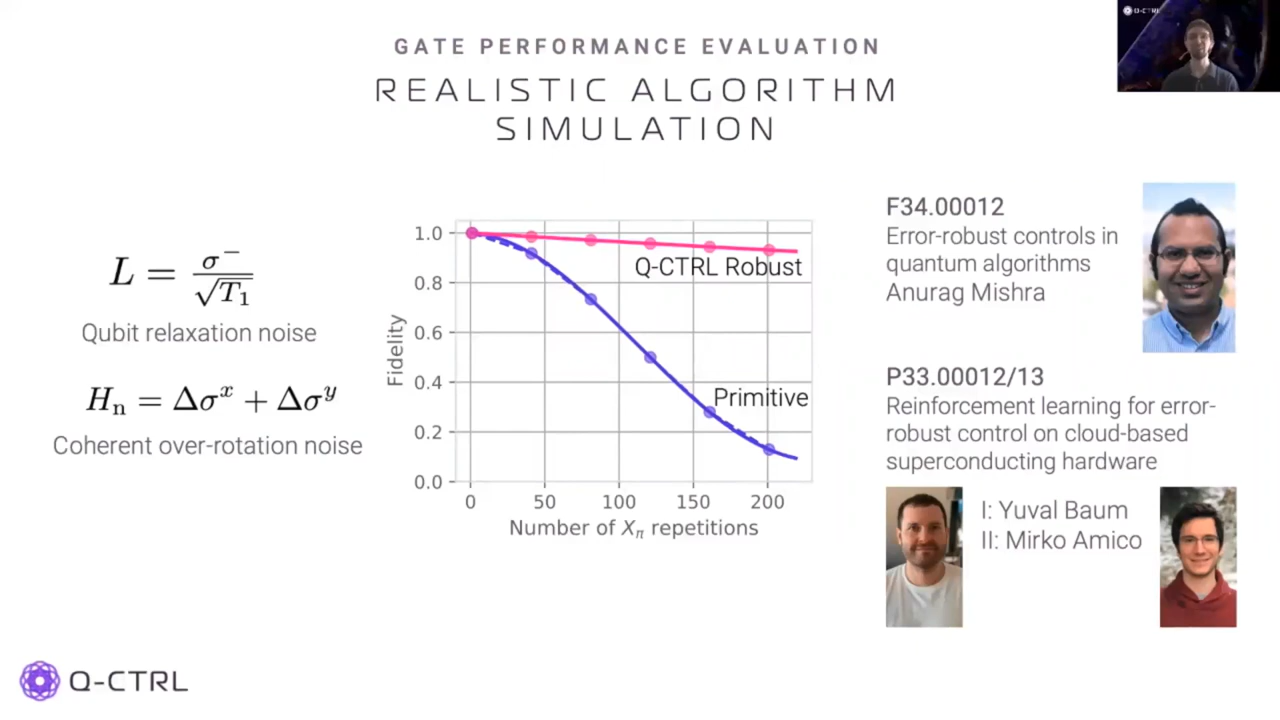 GATE PERFORMANCE EVALUATION
REALISTIC ALGORITHM
SIMULATION
Q-CTRL
L = σ⁻ / √T₁
Qubit relaxation noise
Hₙ = Δσˣ + Δσʸ
Coherent over-rotation noise
Fidelity
1.0
0.8
0.6
0.4
0.2
0.0
Q-CTRL Robust
Primitive
0 50 100 150 200
Number of Xπ repetitions
F34.00012
Error-robust controls in
quantum algorithms
Anurag Mishra
P33.00012/13
Reinforcement learning for error-
robust control on cloud-based
superconducting hardware
I: Yuval Baum
II: Mirko Amico
Q-CTRL